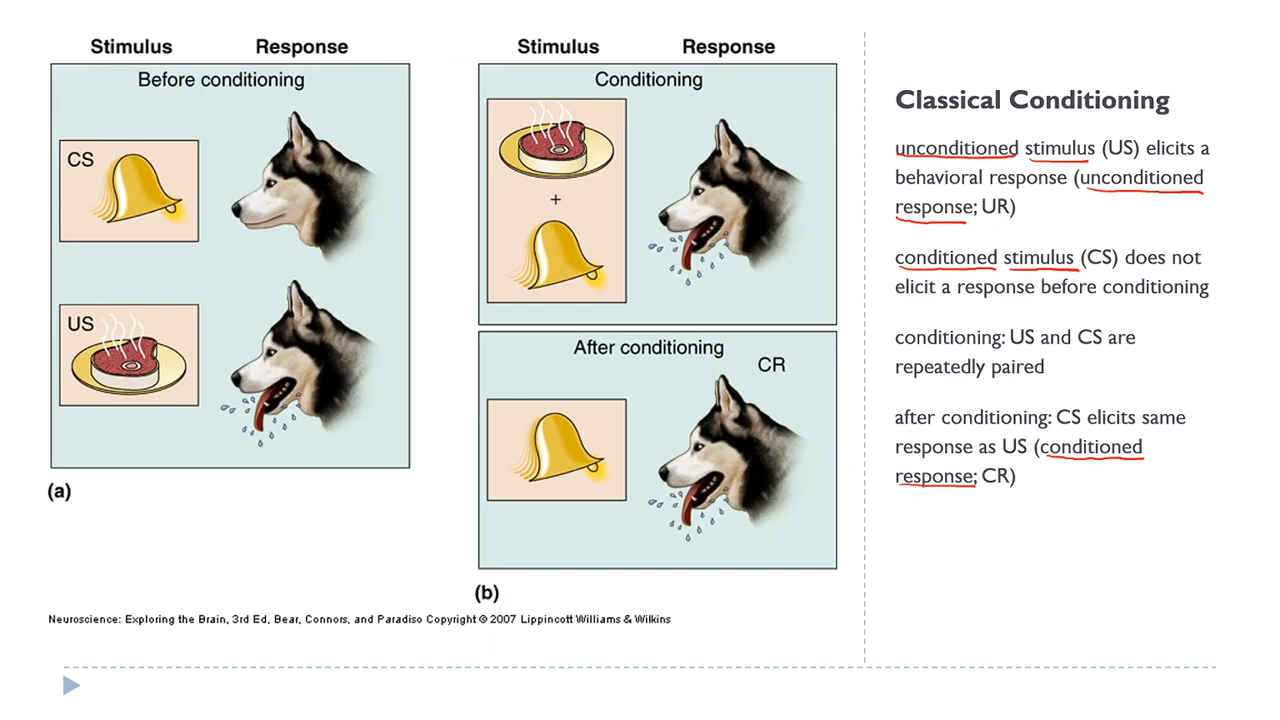 Stimulus Response
Before conditioning
CS
US
(a)
Stimulus Response
Conditioning
+
After conditioning
CR
(b)
Neuroscience: Exploring the Brain, 3rd Ed, Bear, Connors, and Paradiso Copyright © 2007 Lippincott Williams & Wilkins
Classical Conditioning
unconditioned stimulus (US) elicits a
behavioral response (unconditioned
response; UR)
conditioned stimulus (CS) does not
elicit a response before conditioning
conditioning: US and CS are
repeatedly paired
after conditioning: CS elicits same
response as US (conditioned
response; CR)